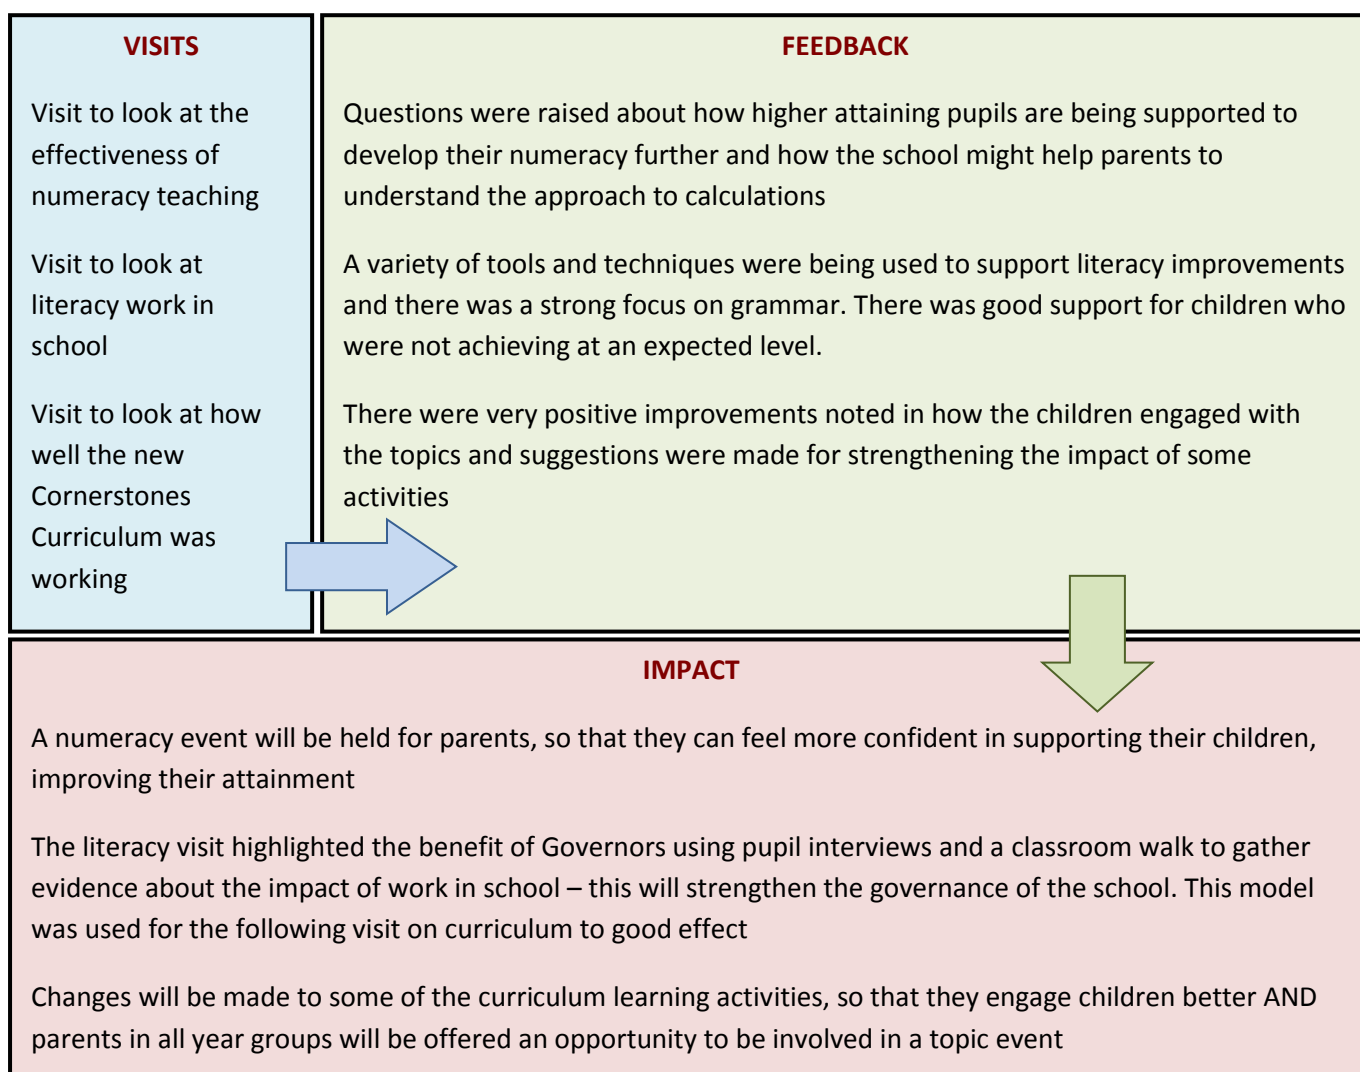 VISITS
Visit to look at the
effectiveness of
numeracy teaching
Visit to look at
literacy work in
school
Visit to look at how
well the new
Cornerstones
Curriculum was
working
FEEDBACK
Questions were raised about how higher attaining pupils are being supported to
develop their numeracy further and how the school might help parents to
understand the approach to calculations
A variety of tools and techniques were being used to support literacy improvements
and there was a strong focus on grammar. There was good support for children who
were not achieving at an expected level.
There were very positive improvements noted in how the children engaged with
the topics and suggestions were made for strengthening the impact of some
activities
IMPACT
A numeracy event will be held for parents, so that they can feel more confident in supporting their children,
improving their attainment
The literacy visit highlighted the benefit of Governors using pupil interviews and a classroom walk to gather
evidence about the impact of work in school – this will strengthen the governance of the school. This model
was used for the following visit on curriculum to good effect
Changes will be made to some of the curriculum learning activities, so that they engage children better AND
parents in all year groups will be offered an opportunity to be involved in a topic event